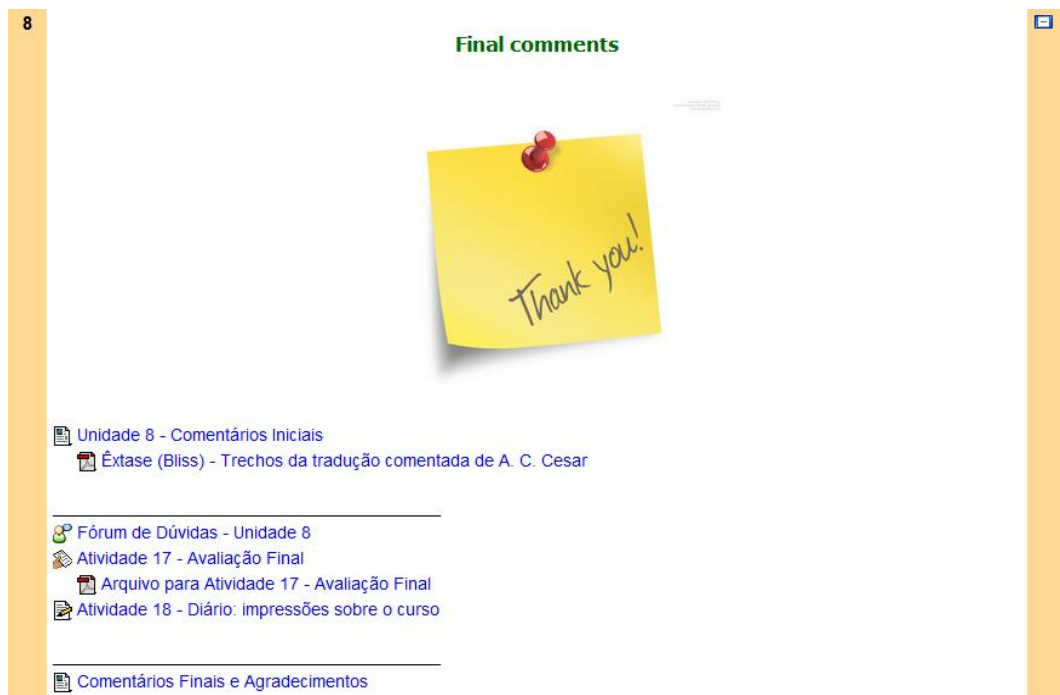 8
Final comments
Thank you!
Unidade 8 - Comentários Iniciais
Êxtase (Bliss) - Trechos da tradução comentada de A. C. Cesar
Fórum de Dúvidas - Unidade 8
Atividade 17 - Avaliação Final
Arquivo para Atividade 17 - Avaliação Final
Atividade 18 - Diário: impressões sobre o curso
Comentários Finais e Agradecimentos